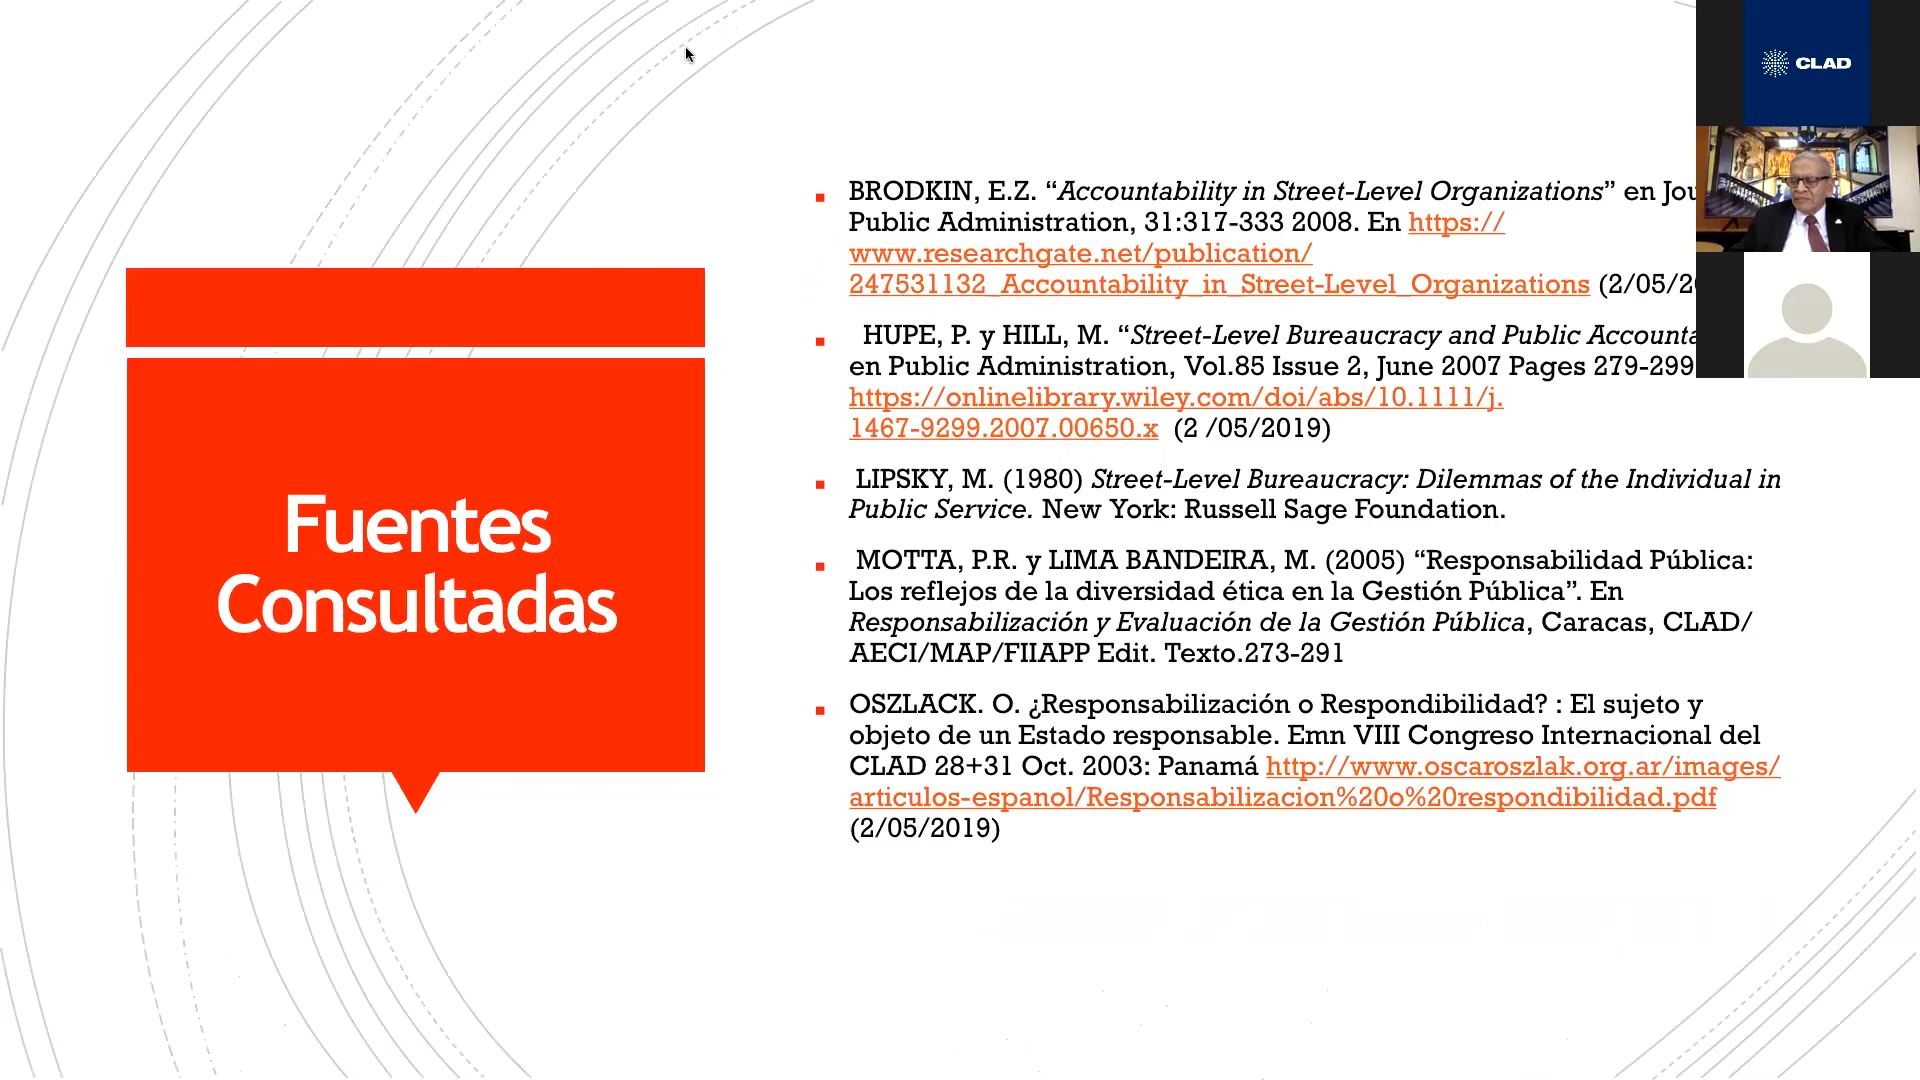 Fuentes
Consultadas
BRODKIN, E.Z. “Accountability in Street-Level Organizations” en
Public Administration, 31:317-333 2008. En https://
www.researchgate.net/publication/
247531132_Accountability_in_Street-Level_Organizations
HUPE, P. y HILL, M. “Street-Level Bureaucracy and Public
en Public Administration, Vol.85 Issue 2, June 2007 Pages 279-299
https://onlinelibrary.wiley.com/doi/abs/10.1111/j.
1467-9299.2007.00650.x (2 /05/2019)
LIPSKY, M. (1980) Street-Level Bureaucracy: Dilemmas of the Individual in
Public Service. New York: Russell Sage Foundation.
MOTTA, P.R. y LIMA BANDEIRA, M. (2005) “Responsabilidad Pública:
Los reflejos de la diversidad ética en la Gestión Pública”. En
Responsabilización y Evaluación de la Gestión Pública, Caracas, CLAD/
AECI/MAP/FIIAPP Edit. Texto.273-291
OSZLACK. O. ¿Responsabilización o Respondibilidad? : El sujeto y
objeto de un Estado responsable. Emn VIII Congreso Internacional del
CLAD 28+31 Oct. 2003: Panamá http://www.oscaroszlak.org.ar/images/
articulos-espanol/Responsabilizacion%20o%20respondibilidad.pdf
(2/05/2019)
CLAD